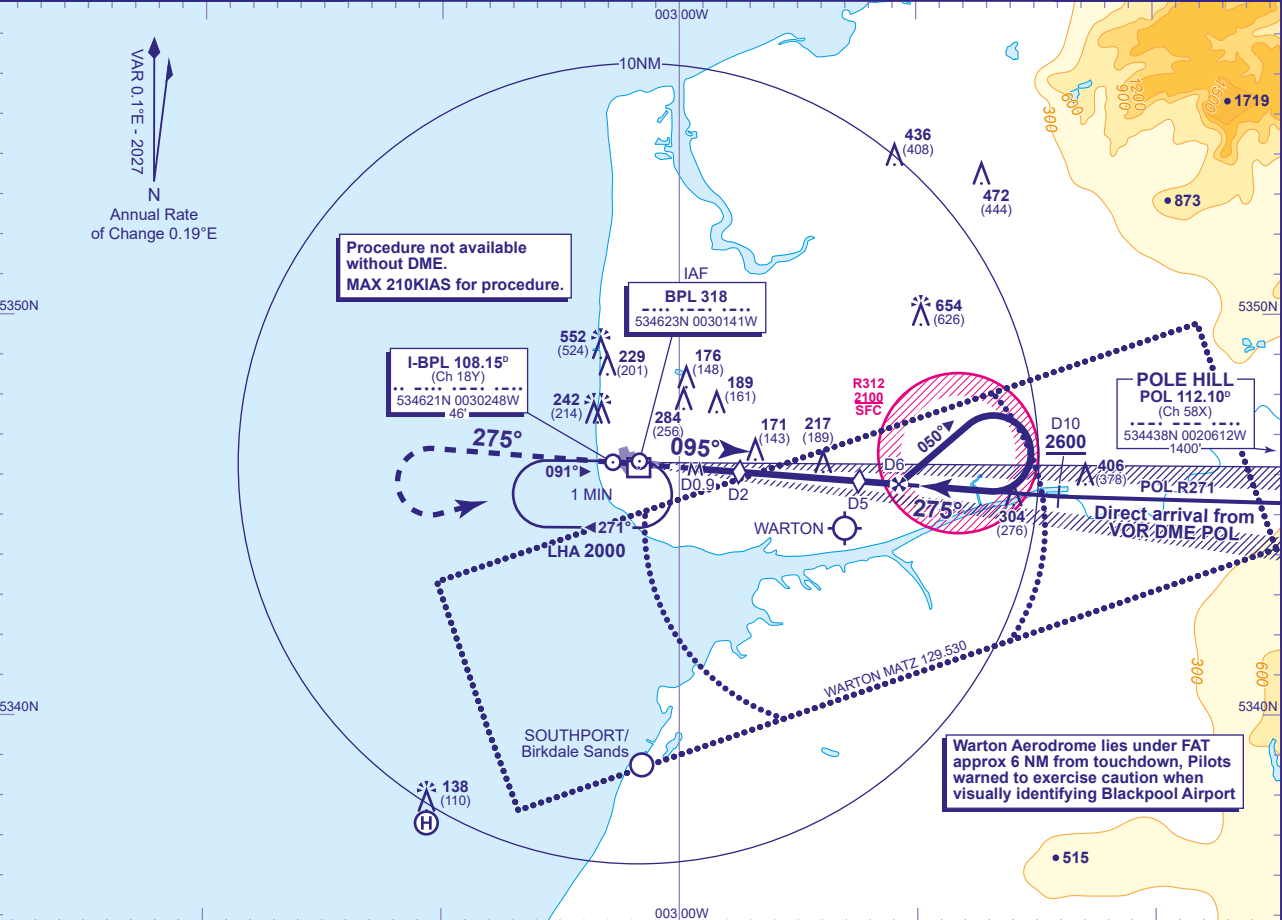 003 00W
10NM
VAR 0.1°E - 2027
N
Annual Rate
of Change 0.19°E
436
(408)
472
(444)
300
600
900
1200
1500
1719
873
Procedure not available
without DME.
MAX 210KIAS for procedure.
IAF
BPL 318
534623N 0030141W
5350N
5350N
654
(626)
552
(524)
229
(201)
176
(148)
189
(161)
I-BPL 108.15ᴰ
(Ch 18Y)
534621N 0030248W
46'
242
(214)
284
(256)
171
(143)
217
(189)
R312
2100
SFC
POLE HILL
POL 112.10ᴰ
(Ch 58X)
534438N 0020612W
1400
D10
2600
275°
095°
050°
D6
406
(378)
091°
1 MIN
271°
LHA 2000
D0.9
D2
D5
275°
304
(276)
POL R271
Direct arrival from
VOR DME POL
WARTON
WARTON MATZ 129.530
300
600
5340N
5340N
SOUTHPORT/
Birkdale Sands
138
(110)
H
Warton Aerodrome lies under FAT
approx 6 NM from touchdown, Pilots
warned to exercise caution when
visually identifying Blackpool Airport
515
003 00W